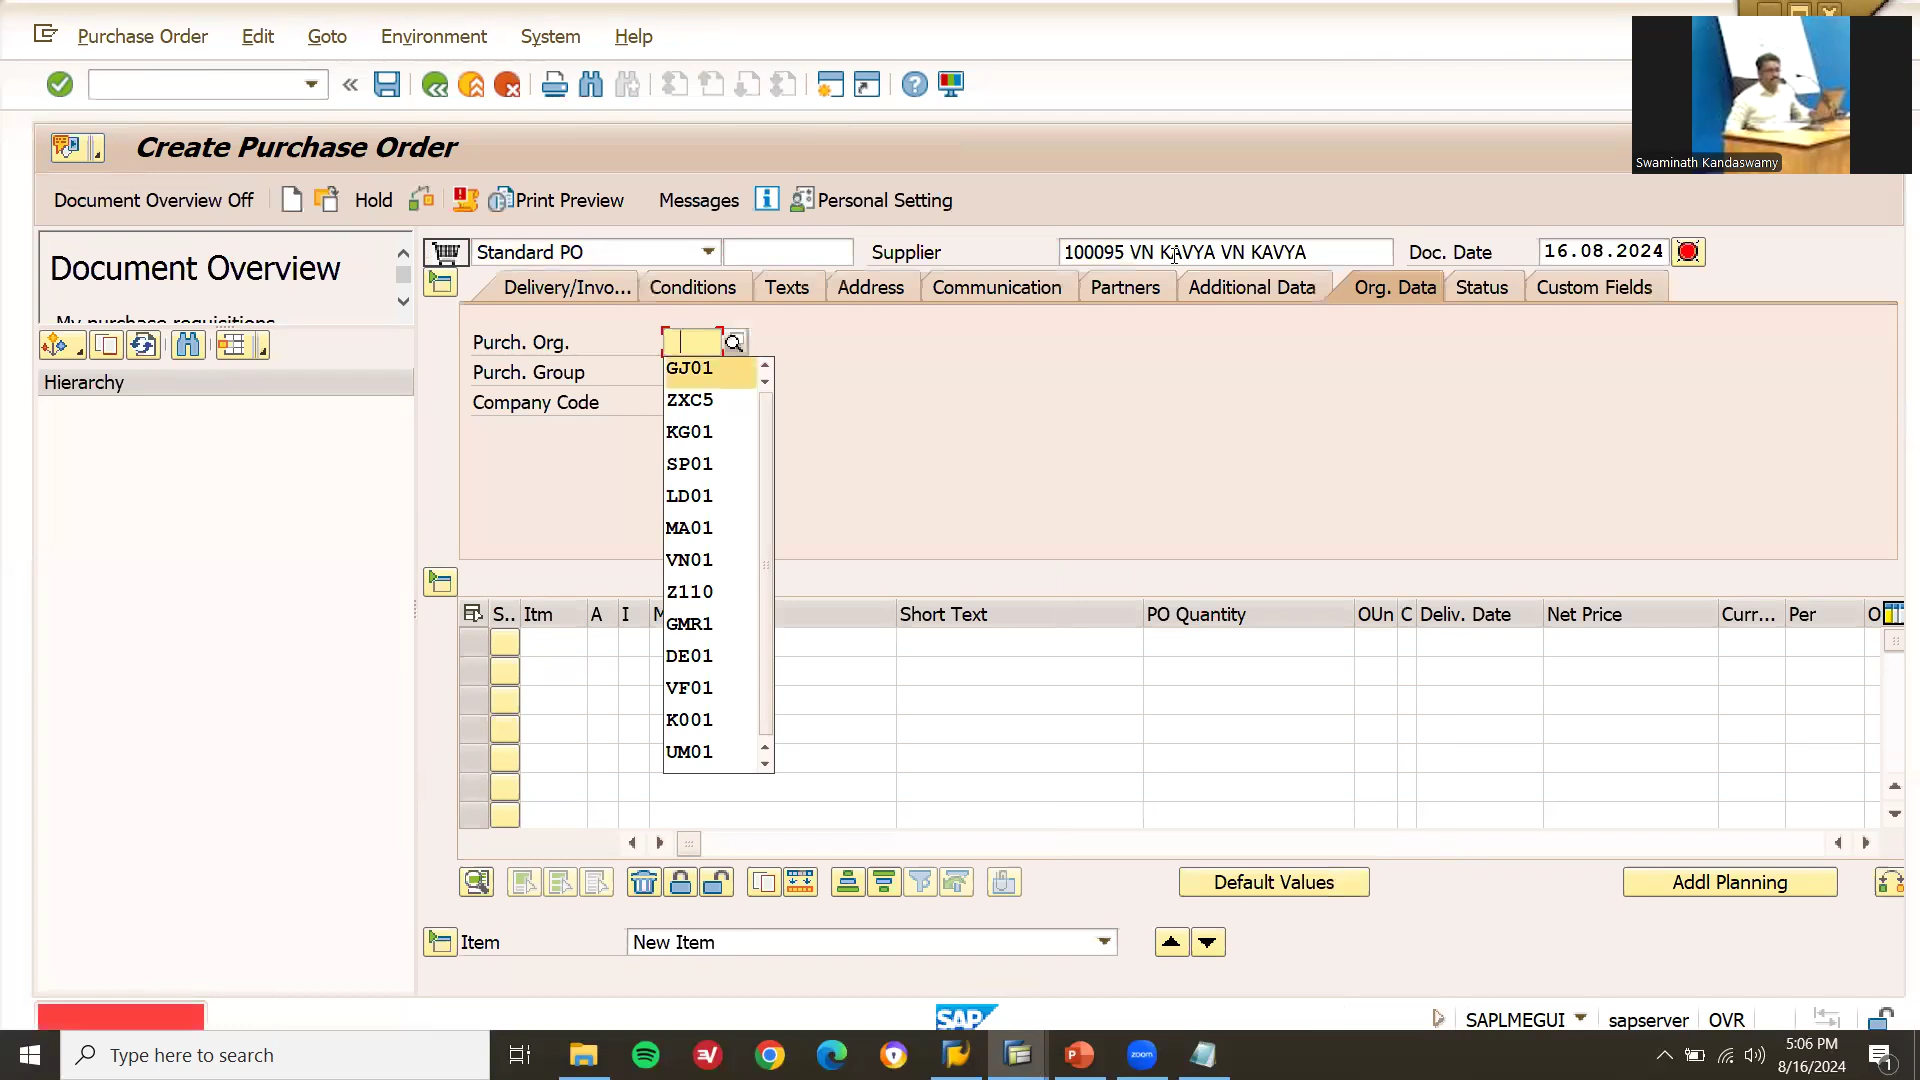 Purchase Order Edit Goto Environment System Help
Swaminath Kandaswamy
Create Purchase Order
Document Overview Off Hold Print Preview Messages Personal Setting
Document Overview
My purchase requisitions
Hierarchy
Standard PO Supplier 100095 VN KAVYA VN KAVYA Doc. Date 16.08.2024
Delivery/Invo... Conditions Texts Address Communication Partners Additional Data Org. Data Status Custom Fields
Purch. Org.
Purch. Group
Company Code
GJ01
ZXC5
KG01
SP01
LD01
MA01
VN01
Z110
GMR1
DE01
VF01
K001
UM01
S.. Itm A I M Short Text PO Quantity OUn C Deliv. Date Net Price Curr... Per O
Default Values Addl Planning
Item New Item
SAP SAPLMEGUI sapserver OVR
Type here to search
zoom
5:06 PM
8/16/2024
1